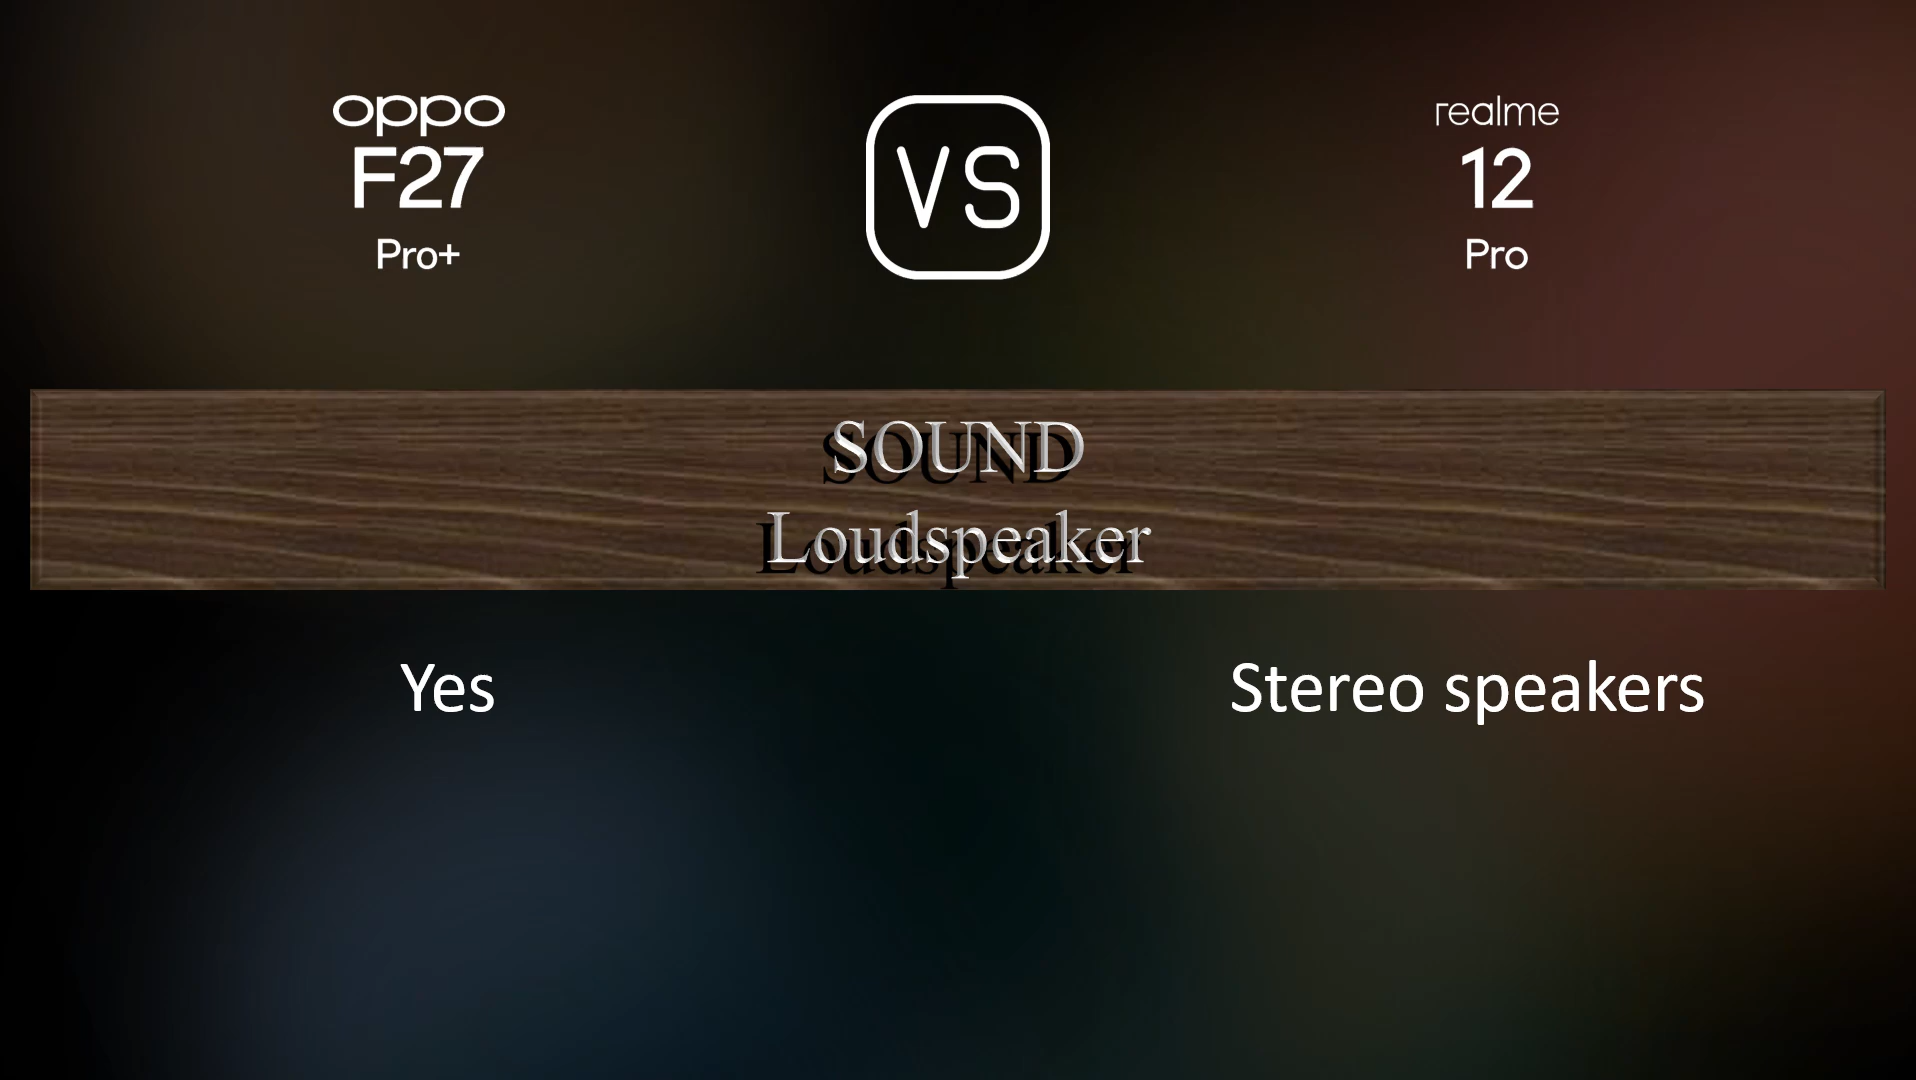 oppo
F27
Pro+
VS
realme
12
Pro
SOUND
Loudspeaker
Yes
Stereo speakers